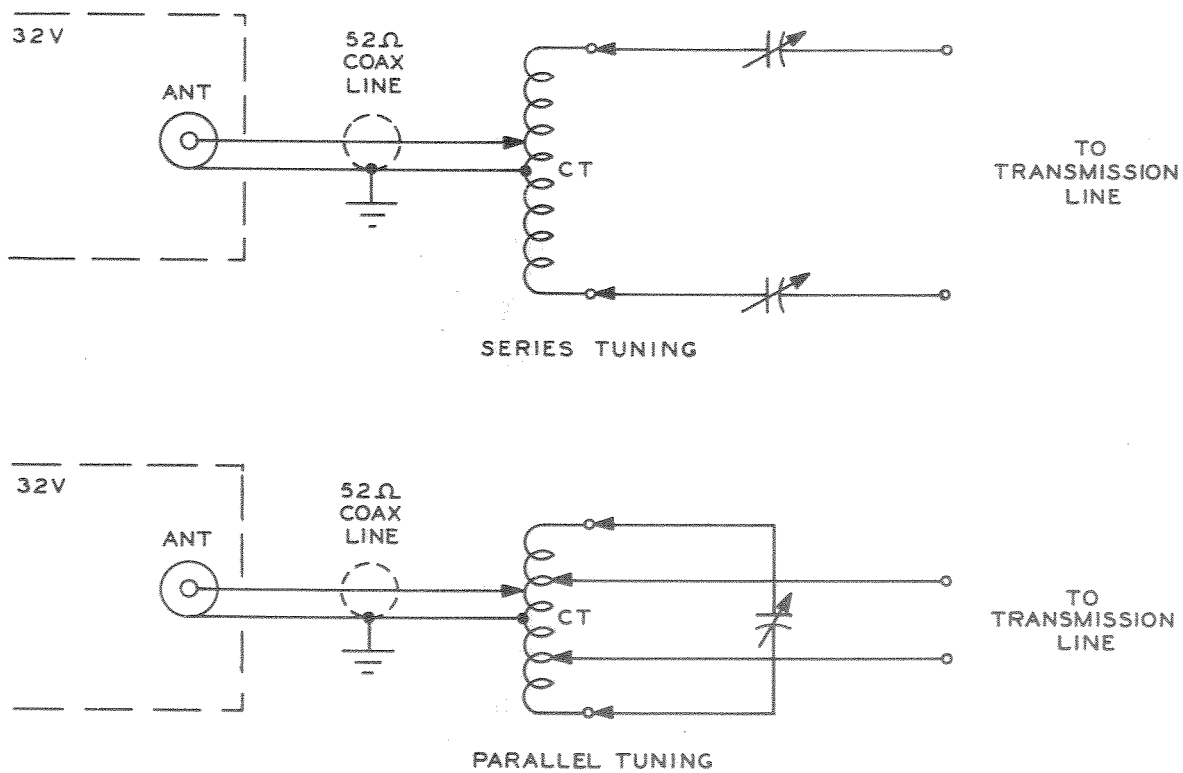 32V
52Ω
COAX
LINE
ANT
CT
TO
TRANSMISSION
LINE
SERIES TUNING
32V
52Ω
COAX
LINE
ANT
CT
TO
TRANSMISSION
LINE
PARALLEL TUNING